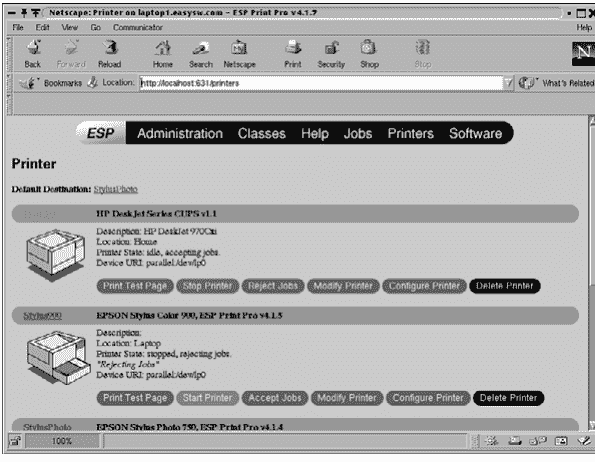 Netscape: Printer on laptop1.easysw.com - ESP Print Pro v4.1.7
File Edit View Go Communicator Help
Back Forward Reload Home Search Netscape Print Security Shop Stop
N
Bookmarks Location: http://localhost:631/printers What's Related
ESP Administration Classes Help Jobs Printers Software
Printer
Default Destination: StylusPhoto
HP DeskJet Series CUPS v1.1
Description: HP DeskJet 970Cxi
Location: Home
Printer State: idle, accepting jobs.
Device URI: parallel:/dev/lp0
Print Test Page Stop Printer Reject Jobs Modify Printer Configure Printer Delete Printer
Stylus900 EPSON Stylus Color 900, ESP Print Pro v4.1.5
Description:
Location: Laptop
Printer State: stopped, rejecting jobs.
"Rejecting Jobs"
Device URI: parallel:/dev/lp0
Print Test Page Start Printer Accept Jobs Modify Printer Configure Printer Delete Printer
StylusPhoto EPSON Stylus Photo 750, ESP Print Pro v4.1.4
100%